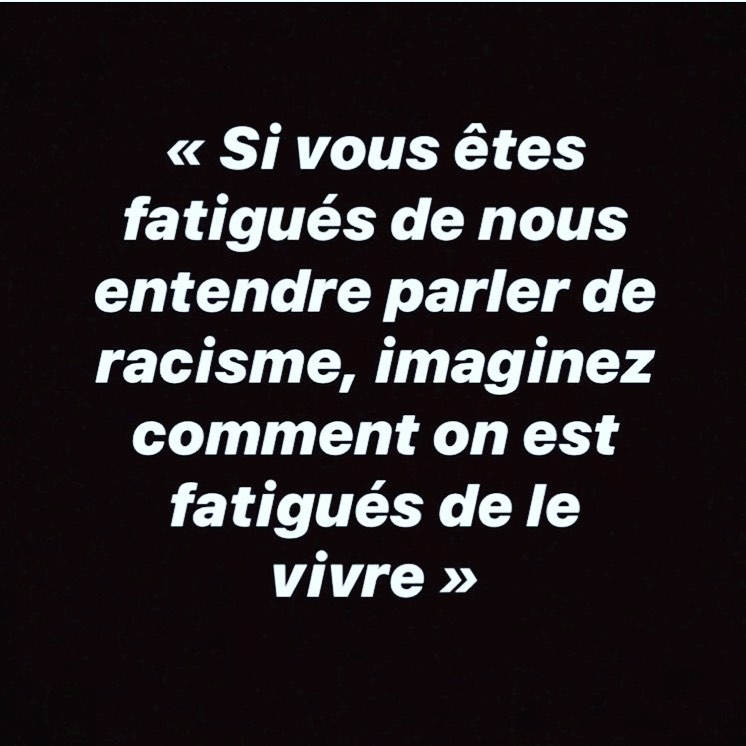 « Si vous êtes
fatigués de nous
entendre parler de
racisme, imaginez
comment on est
fatigués de le
vivre »